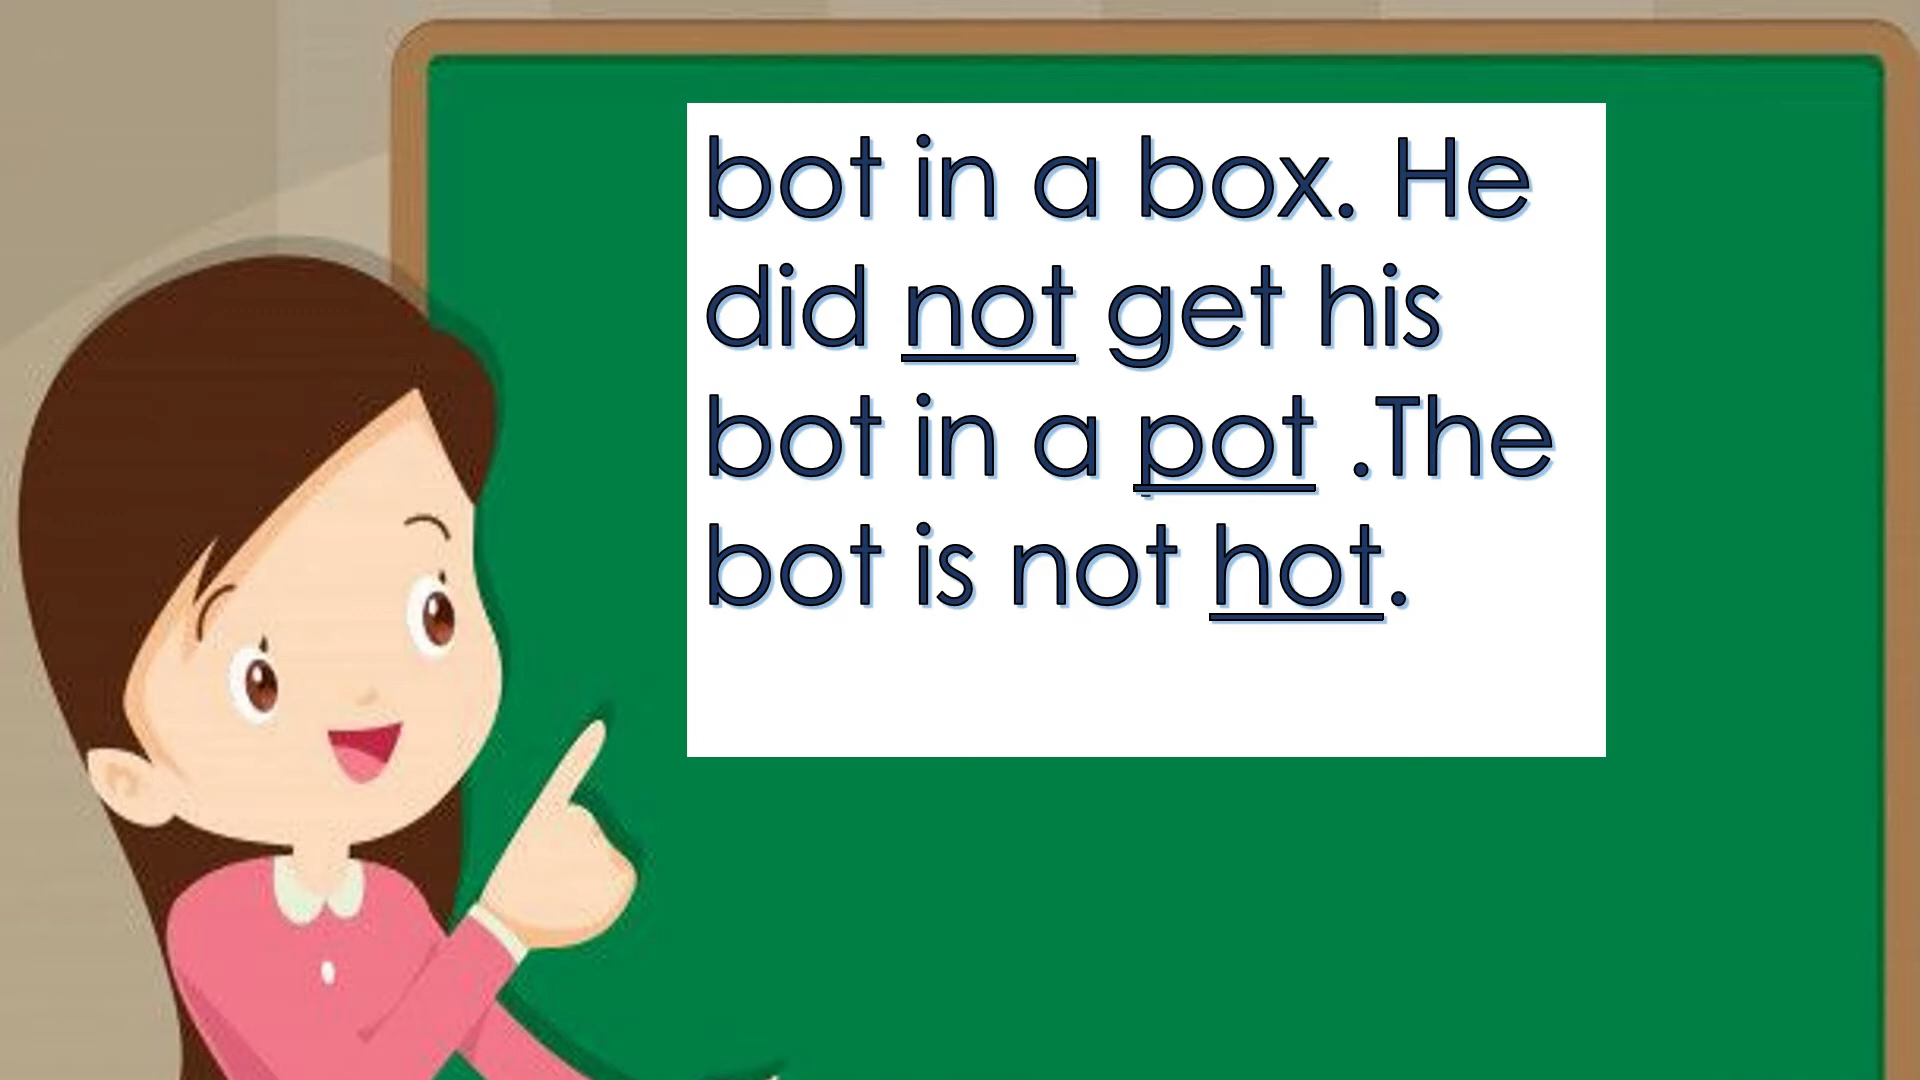 bot in a box. He
did not get his
bot in a pot .The
bot is not hot.